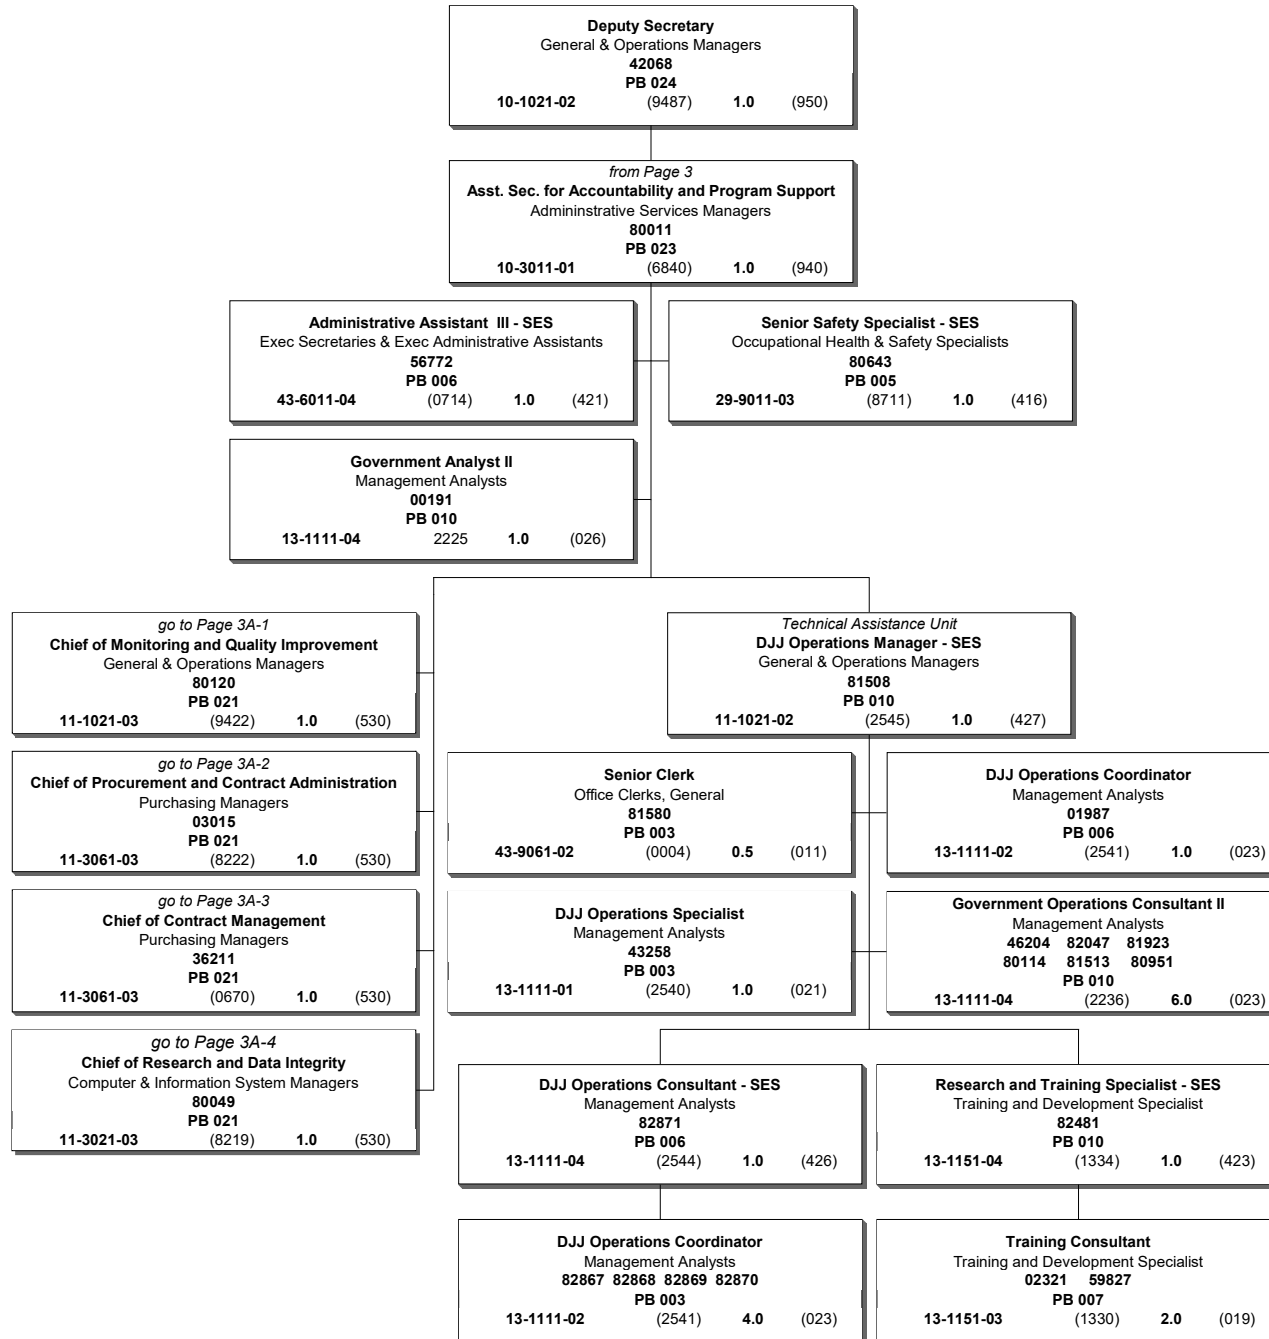 Deputy Secretary
General & Operations Managers
42068
PB 024
10-1021-02 (9487) 1.0 (950)
from Page 3
Asst. Sec. for Accountability and Program Support
Admininstrative Services Managers
80011
PB 023
10-3011-01 (6840) 1.0 (940)
Administrative Assistant III - SES
Exec Secretaries & Exec Administrative Assistants
56772
PB 006
43-6011-04 (0714) 1.0 (421)
Senior Safety Specialist - SES
Occupational Health & Safety Specialists
80643
PB 005
29-9011-03 (8711) 1.0 (416)
Government Analyst II
Management Analysts
00191
PB 010
13-1111-04 2225 1.0 (026)
go to Page 3A-1
Chief of Monitoring and Quality Improvement
General & Operations Managers
80120
PB 021
11-1021-03 (9422) 1.0 (530)
Technical Assistance Unit
DJJ Operations Manager - SES
General & Operations Managers
81508
PB 010
11-1021-02 (2545) 1.0 (427)
go to Page 3A-2
Chief of Procurement and Contract Administration
Purchasing Managers
03015
PB 021
11-3061-03 (8222) 1.0 (530)
Senior Clerk
Office Clerks, General
81580
PB 003
43-9061-02 (0004) 0.5 (011)
DJJ Operations Coordinator
Management Analysts
01987
PB 006
13-1111-02 (2541) 1.0 (023)
go to Page 3A-3
Chief of Contract Management
Purchasing Managers
36211
PB 021
11-3061-03 (0670) 1.0 (530)
DJJ Operations Specialist
Management Analysts
43258
PB 003
13-1111-01 (2540) 1.0 (021)
Government Operations Consultant II
Management Analysts
46204 82047 81923
80114 81513 80951
PB 010
13-1111-04 (2236) 6.0 (023)
go to Page 3A-4
Chief of Research and Data Integrity
Computer & Information System Managers
80049
PB 021
11-3021-03 (8219) 1.0 (530)
DJJ Operations Consultant - SES
Management Analysts
82871
PB 006
13-1111-04 (2544) 1.0 (426)
Research and Training Specialist - SES
Training and Development Specialist
82481
PB 010
13-1151-04 (1334) 1.0 (423)
DJJ Operations Coordinator
Management Analysts
82867 82868 82869 82870
PB 003
13-1111-02 (2541) 4.0 (023)
Training Consultant
Training and Development Specialist
02321 59827
PB 007
13-1151-03 (1330) 2.0 (019)